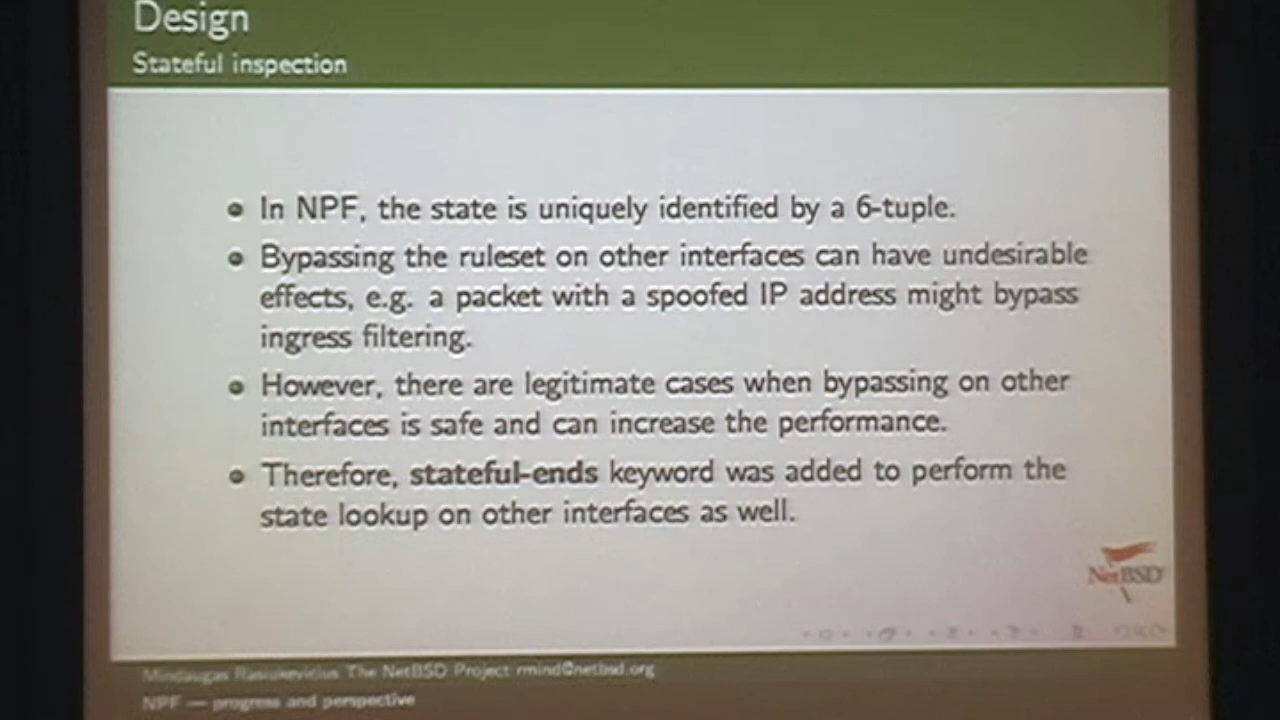 Design
Stateful inspection
In NPF, the state is uniquely identified by a 6-tuple.
Bypassing the ruleset on other interfaces can have undesirable
effects, e.g. a packet with a spoofed IP address might bypass
ingress filtering.
However, there are legitimate cases when bypassing on other
interfaces is safe and can increase the performance.
Therefore, stateful-ends keyword was added to perform the
state lookup on other interfaces as well.
NetBSD
Mindaugas Rasiukevicius The NetBSD Project rmind@netbsd.org
NPF — progress and perspective